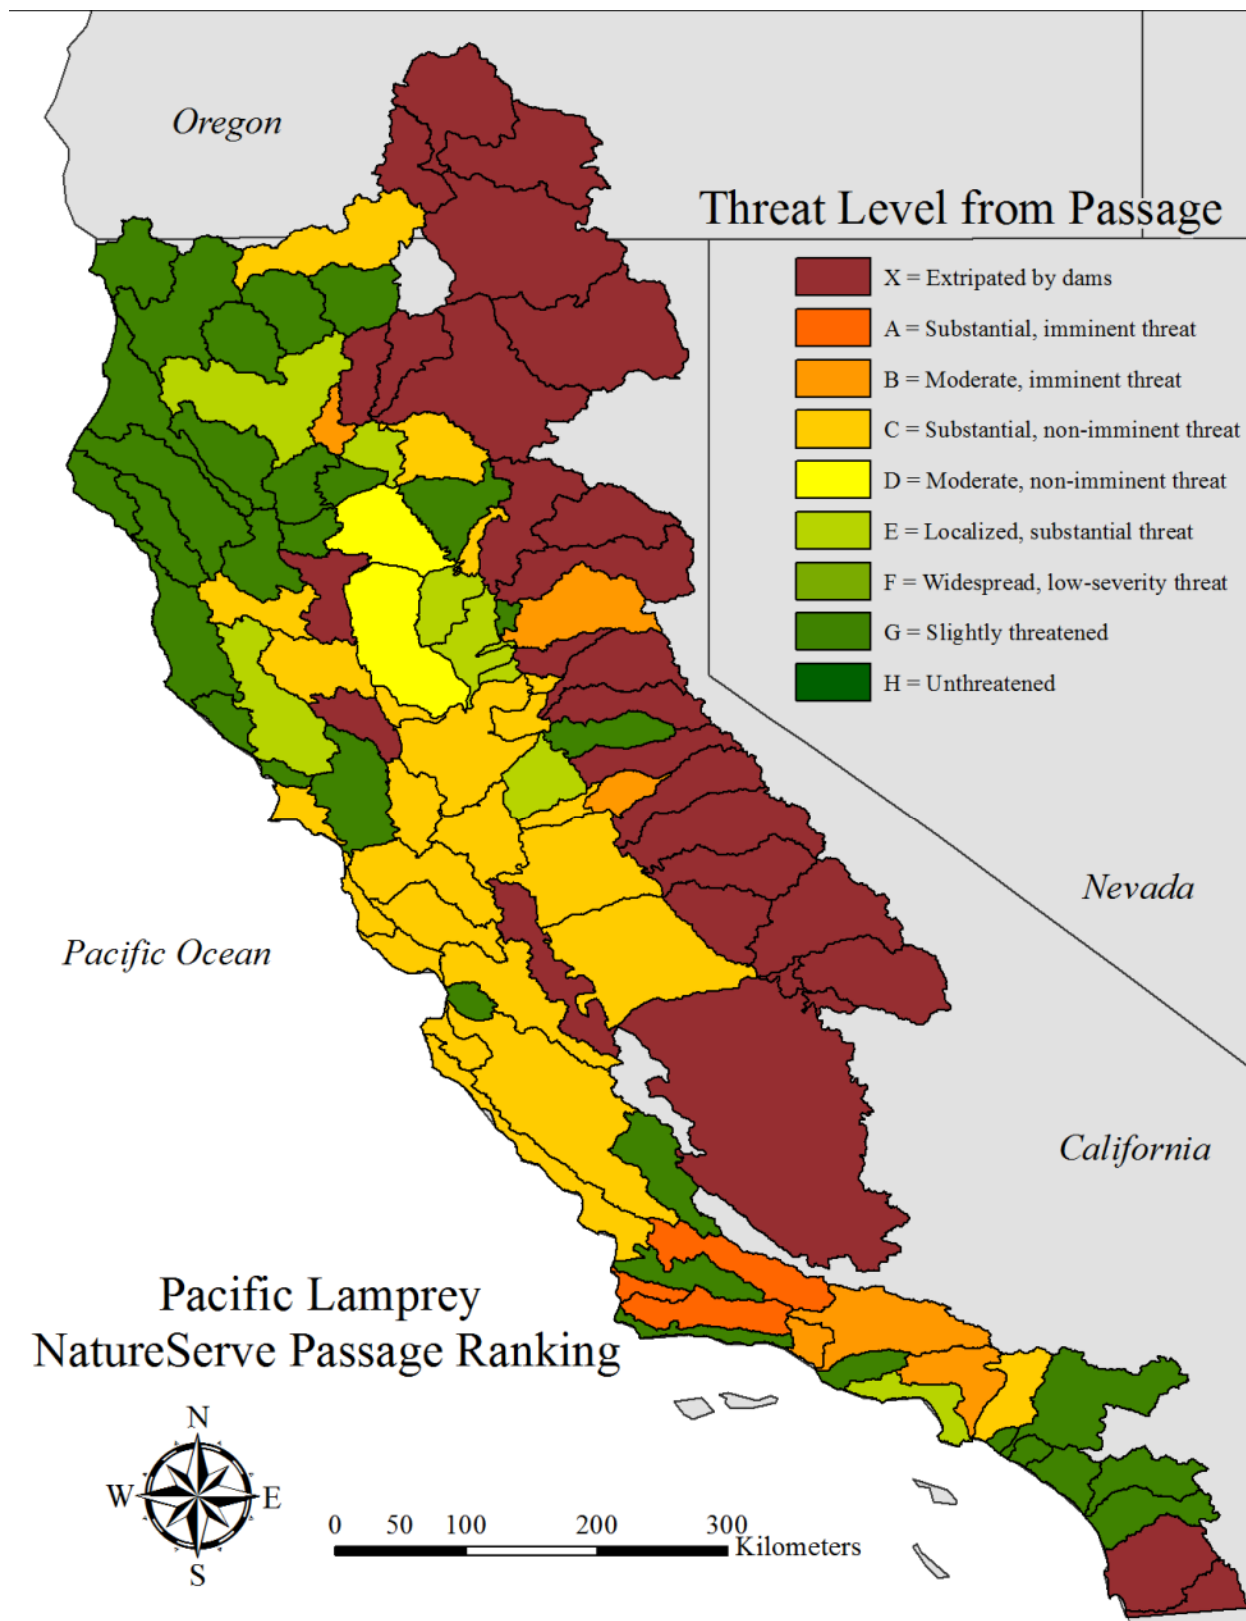 Oregon
Threat Level from Passage
X = Extripated by dams
A = Substantial, imminent threat
B = Moderate, imminent threat
C = Substantial, non-imminent threat
D = Moderate, non-imminent threat
E = Localized, substantial threat
F = Widespread, low-severity threat
G = Slightly threatened
H = Unthreatened
Nevada
Pacific Ocean
California
Pacific Lamprey
NatureServe Passage Ranking
N
W E
S
0 50 100 200 300
Kilometers